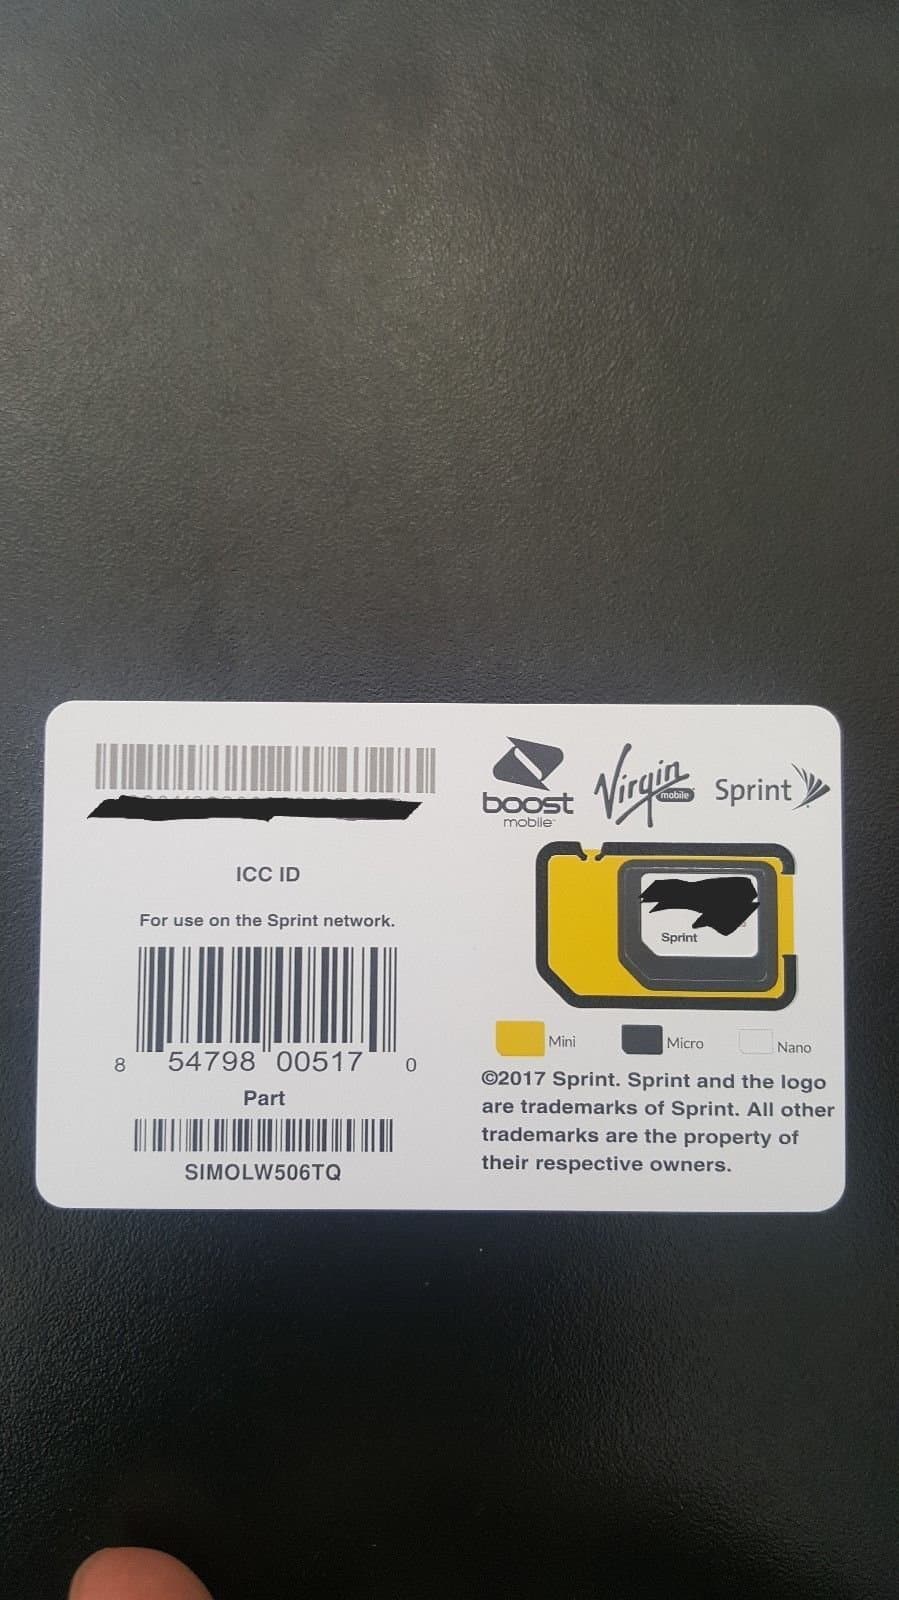 boost
mobile
Virgin
mobile
Sprint
ICC ID
For use on the Sprint network.
8 54798 00517 0
Part
SIMOLW506TQ
Sprint
Mini
Micro
Nano
©2017 Sprint. Sprint and the logo
are trademarks of Sprint. All other
trademarks are the property of
their respective owners.